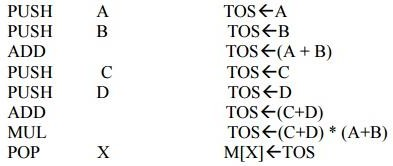 PUSH A TOS←A
PUSH B TOS←B
ADD TOS←(A + B)
PUSH C TOS←C
PUSH D TOS←D
ADD TOS←(C+D)
MUL TOS←(C+D) * (A+B)
POP X M[X]←TOS